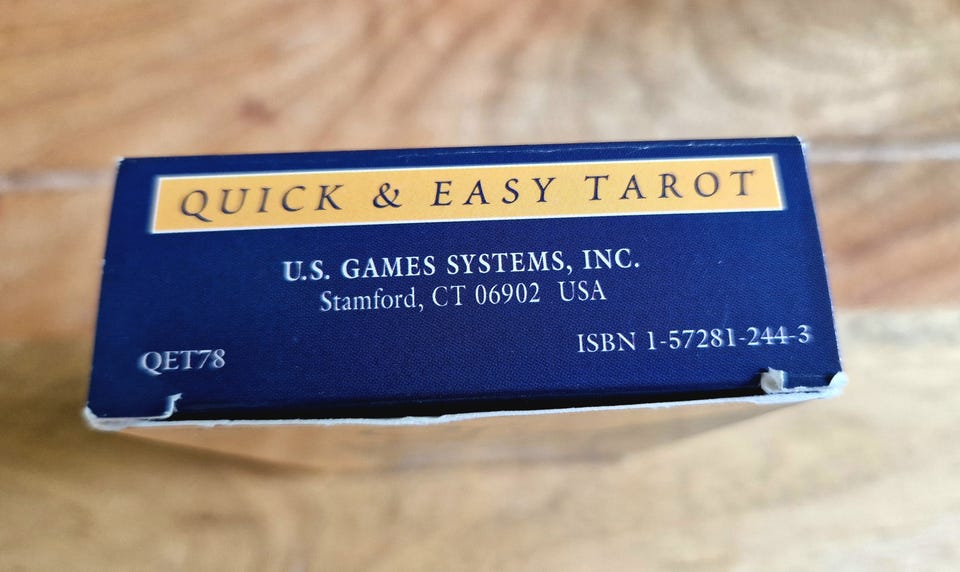 QUICK & EASY TAROT
U.S. GAMES SYSTEMS, INC.
Stamford, CT 06902 USA
QET78
ISBN 1-57281-244-3